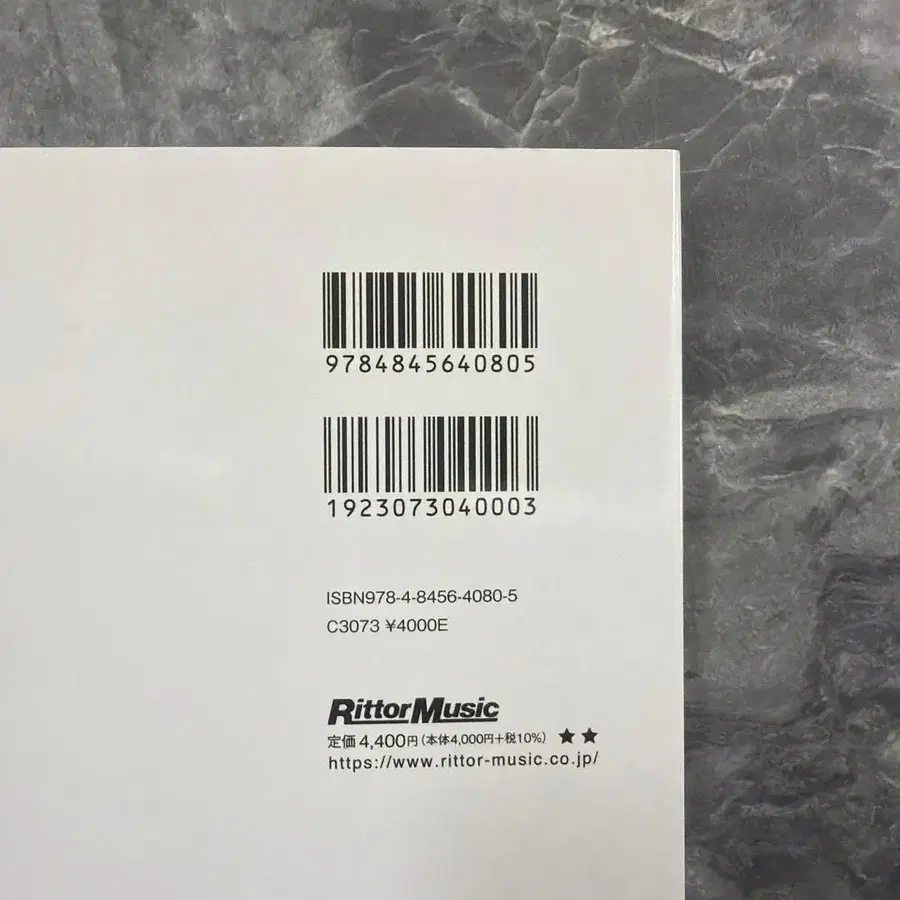 9784845640805
1923073040003
ISBN978-4-8456-4080-5
C3073 ¥4000E
RittorMusic
定価4,400円(本体4,000円+税10%) ★★
https://www.rittor-music.co.jp/